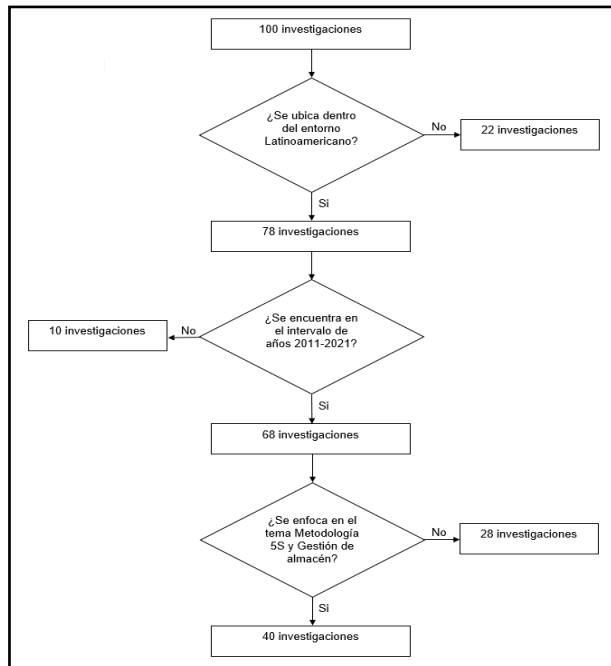 100 investigaciones
¿Se ubica dentro
del entorno
Latinoamericano?
No
22 investigaciones
Si
78 investigaciones
¿Se encuentra en
el intervalo de
años 2011-2021?
No
10 investigaciones
Si
68 investigaciones
¿Se enfoca en el
tema Metodología
5S y Gestión de
almacén?
No
28 investigaciones
Si
40 investigaciones